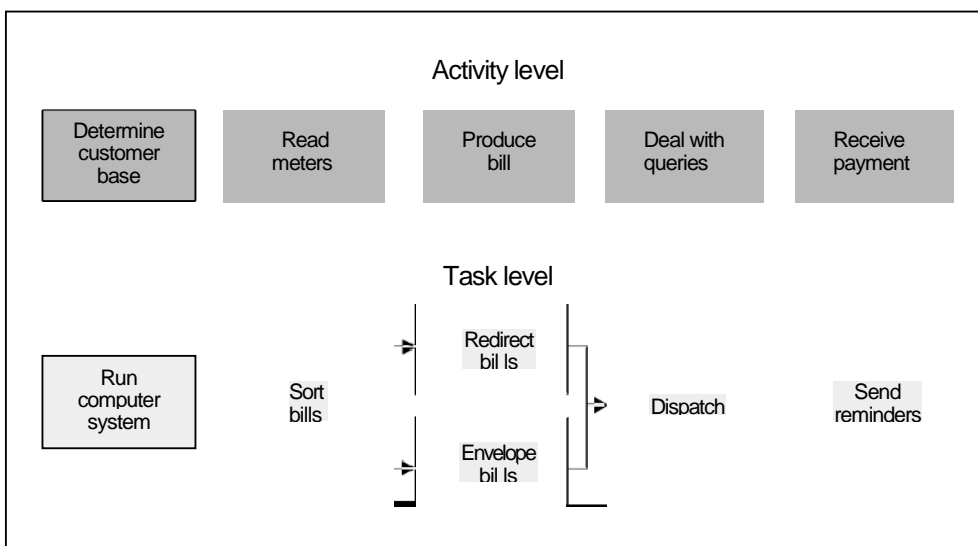 Activity level
Determine
customer
base
Read
meters
Produce
bill
Deal with
queries
Receive
payment
Task level
Run
computer
system
Sort
bills
Redirect
bil ls
Envelope
bil ls
Dispatch
Send
reminders